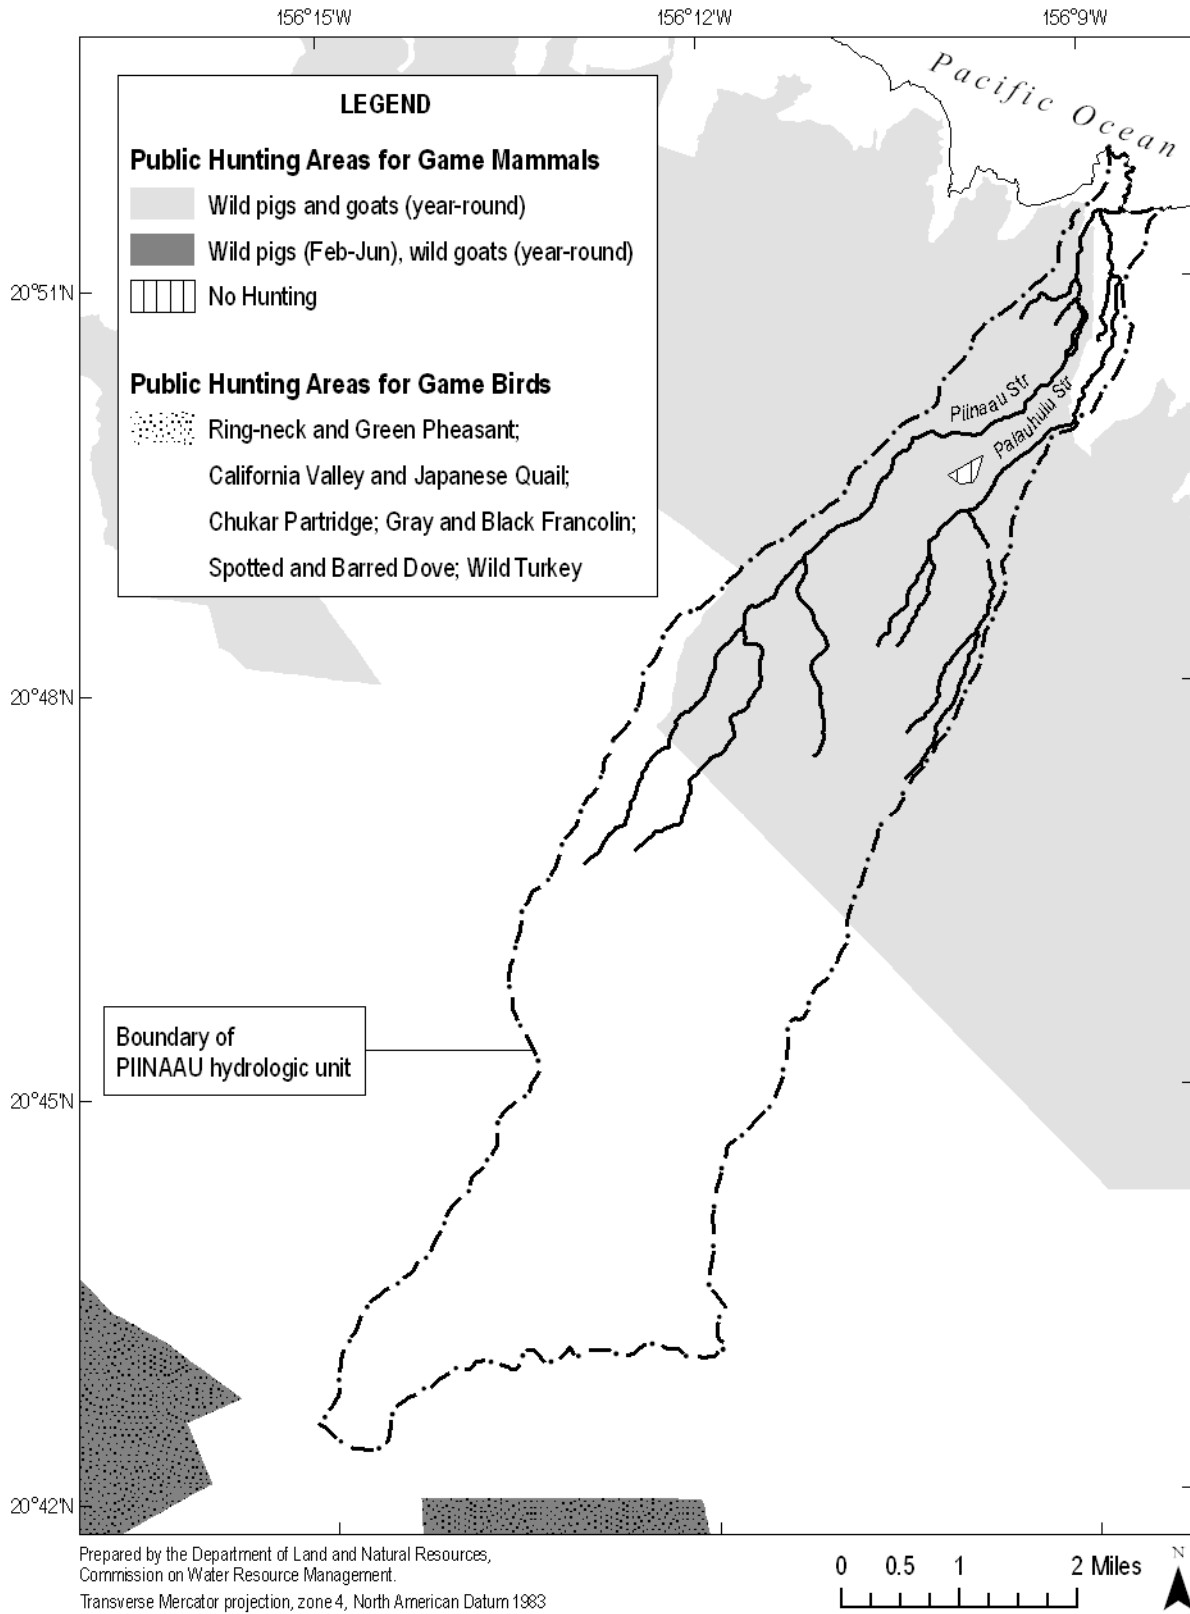 156°15'W
156°12'W
156°9'W
Pacific Ocean
LEGEND
Public Hunting Areas for Game Mammals
Wild pigs and goats (year-round)
Wild pigs (Feb-Jun), wild goats (year-round)
No Hunting
20°51'N
Public Hunting Areas for Game Birds
Ring-neck and Green Pheasant;
California Valley and Japanese Quail;
Chukar Partridge; Gray and Black Francolin;
Spotted and Barred Dove; Wild Turkey
Piinaau Str
Palauhulu Str
20°48'N
Boundary of
PIINAAU hydrologic unit
20°45'N
20°42'N
Prepared by the Department of Land and Natural Resources,
Commission on Water Resource Management.
Transverse Mercator projection, zone 4, North American Datum 1983
0 0.5 1 2 Miles
N